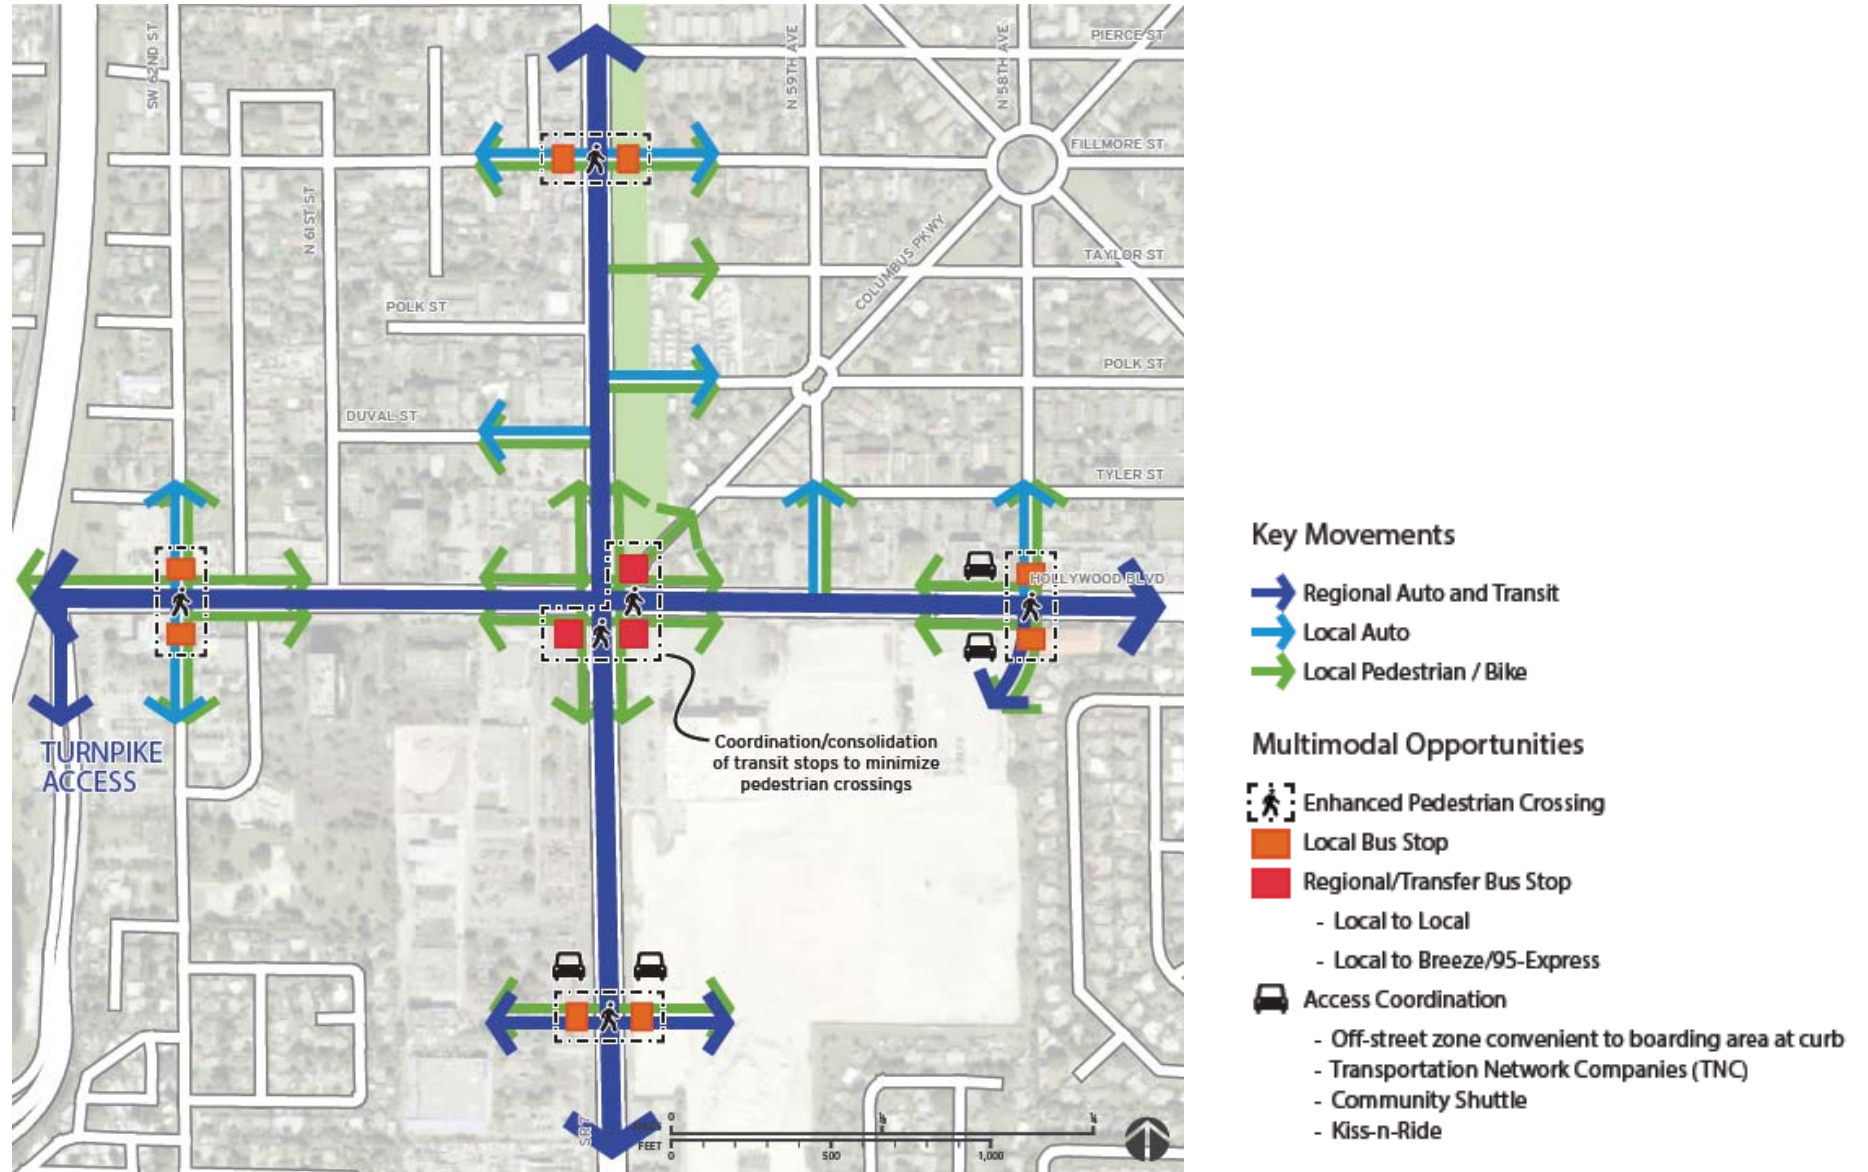 SW 62ND ST
N 59TH AVE
N 58TH AVE
PIERCE ST
FILLMORE ST
N 61ST ST
COLUMBUS PKWY
TAYLOR ST
POLK ST
POLK ST
DUVAL ST
TYLER ST
HOLLYWOOD BLVD
TURNPIKE
ACCESS
Coordination/consolidation
of transit stops to minimize
pedestrian crossings
SR 7
0
FEET
0
500
1,000
Key Movements
Regional Auto and Transit
Local Auto
Local Pedestrian / Bike
Multimodal Opportunities
Enhanced Pedestrian Crossing
Local Bus Stop
Regional/Transfer Bus Stop
- Local to Local
- Local to Breeze/95-Express
Access Coordination
- Off-street zone convenient to boarding area at curb
- Transportation Network Companies (TNC)
- Community Shuttle
- Kiss-n-Ride